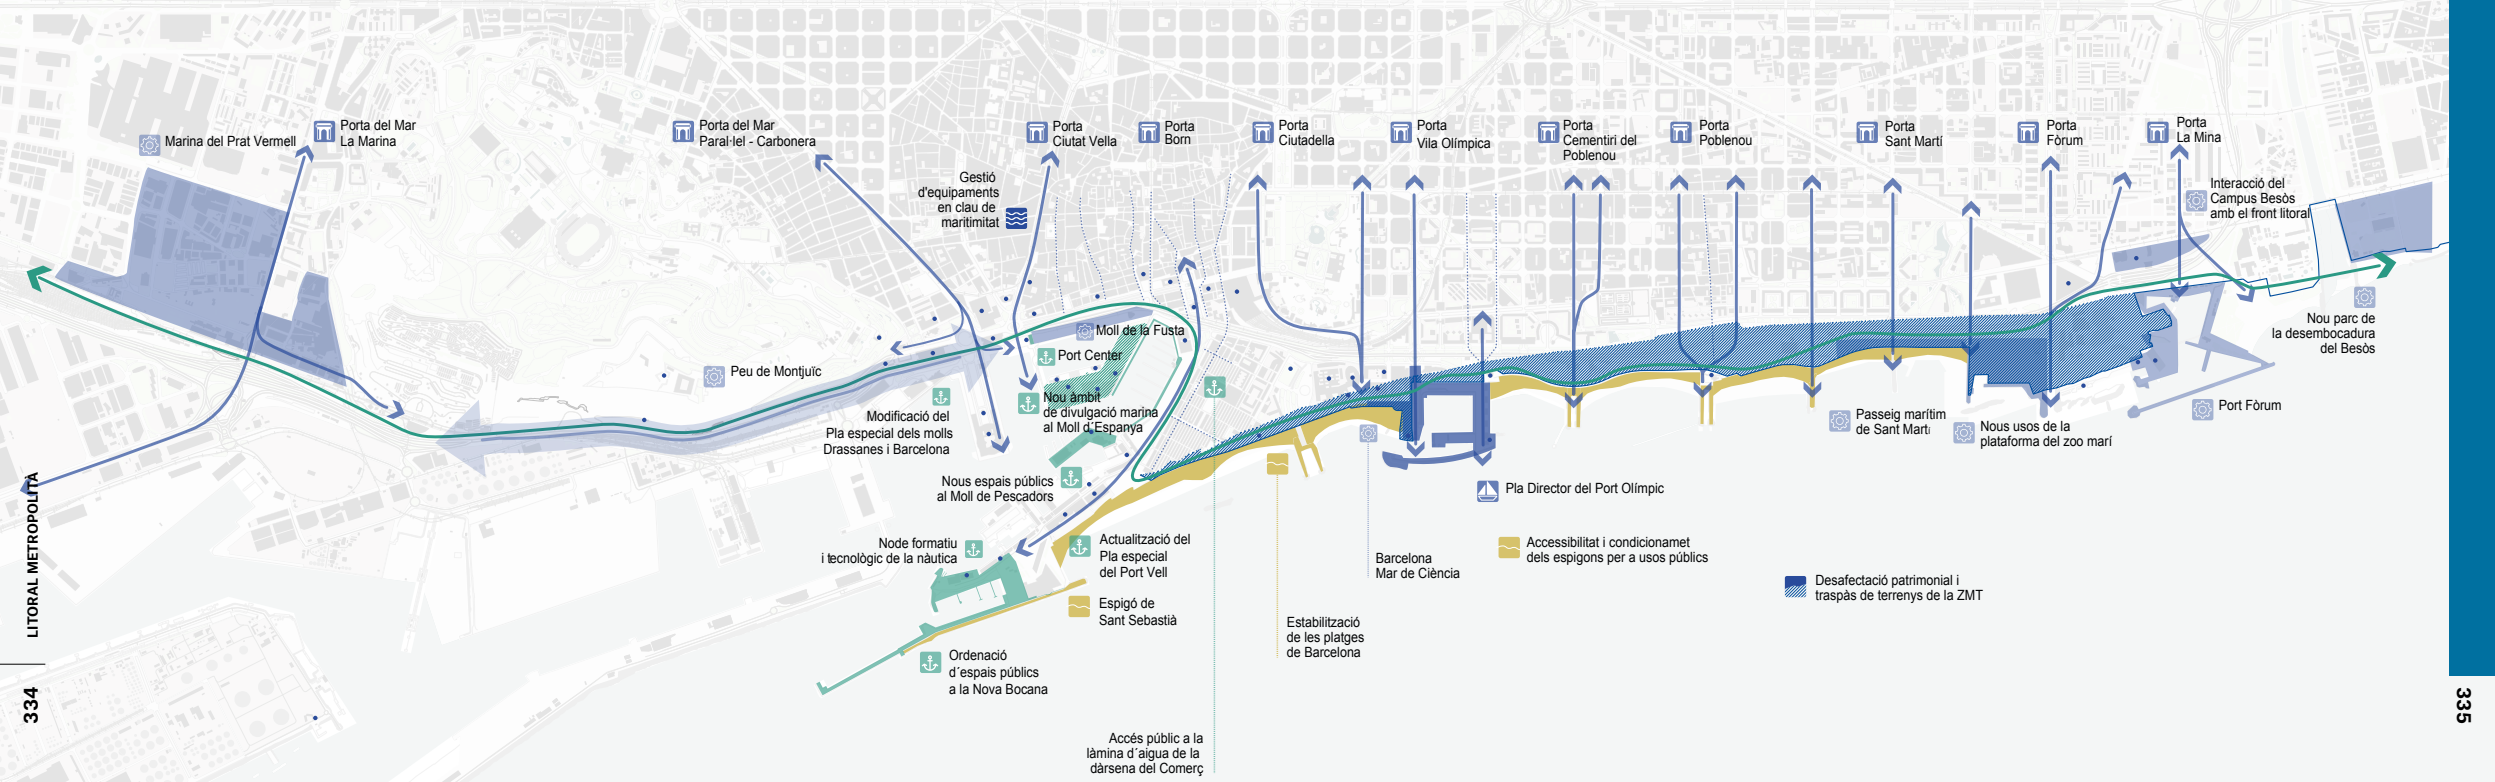 Marina del Prat Vermell
Porta del Mar
La Marina
Porta del Mar
Paral·lel - Carbonera
Porta
Ciutat Vella
Porta
Born
Porta
Ciutadella
Porta
Vila Olímpica
Porta
Cementiri del
Poblenou
Porta
Poblenou
Porta
Sant Martí
Porta
Fòrum
Porta
La Mina
Gestió
d'equipaments
en clau de
maritimitat
Interacció del
Campus Besòs
amb el front litoral
Nou parc de
la desembocadura
del Besòs
Moll de la Fusta
Port Center
Peu de Montjuïc
Nou àmbit
de divulgació marina
al Moll d´Espanya
Modificació del
Pla especial dels molls
Drassanes i Barcelona
Port Fòrum
Passeig marítim
de Sant Martí
Nous usos de la
plataforma del zoo marí
Nous espais públics
al Moll de Pescadors
Pla Director del Port Olímpic
Node formatiu
i tecnològic de la nàutica
Actualització del
Pla especial
del Port Vell
Accessibilitat i condicionamet
dels espigons per a usos públics
Barcelona
Mar de Ciència
Desafectació patrimonial i
traspàs de terrenys de la ZMT
Espigó de
Sant Sebastià
Estabilització
de les platges
de Barcelona
Ordenació
d´espais públics
a la Nova Bocana
Accés públic a la
làmina d´aigua de la
dàrsena del Comerç
LITORAL METROPOLITÀ
334
335